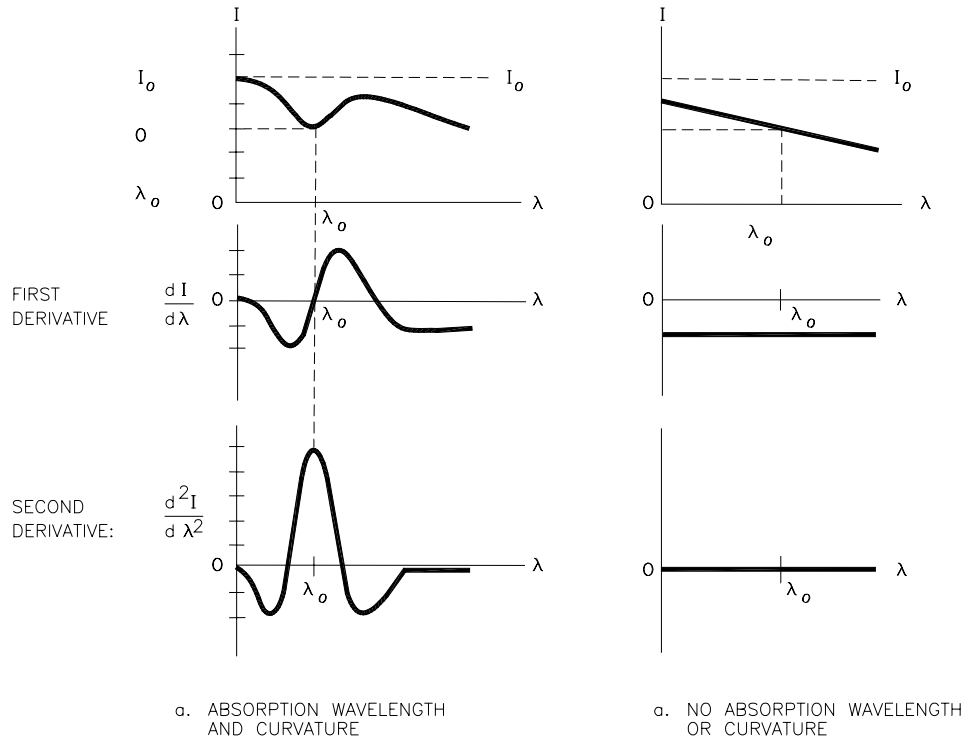 I
I
I₀
I₀
I₀
0
λ₀
0
λ
0
λ
λ₀
λ₀
FIRST
DERIVATIVE
dI
dλ
0
λ
λ₀
0
λ
λ₀
SECOND
DERIVATIVE:
d²I
d λ²
0
λ
λ₀
0
λ
λ₀
a. ABSORPTION WAVELENGTH
AND CURVATURE
a. NO ABSORPTION WAVELENGTH
OR CURVATURE